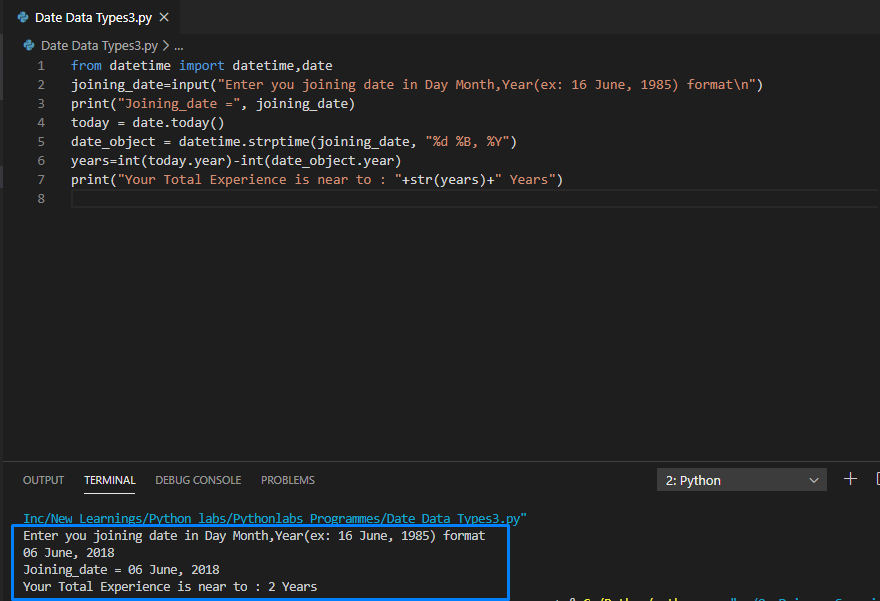 Date Data Types3.py ×
Date Data Types3.py > ...
1 from datetime import datetime,date
2 joining_date=input("Enter you joining date in Day Month,Year(ex: 16 June, 1985) format\n")
3 print("Joining_date =", joining_date)
4 today = date.today()
5 date_object = datetime.strptime(joining_date, "%d %B, %Y")
6 years=int(today.year)-int(date_object.year)
7 print("Your Total Experience is near to : "+str(years)+" Years")
8
OUTPUT TERMINAL DEBUG CONSOLE PROBLEMS 2: Python
Inc/New Learnings/Python labs/Pythonlabs Programmes/Date Data Types3.py"
Enter you joining date in Day Month,Year(ex: 16 June, 1985) format
06 June, 2018
Joining_date = 06 June, 2018
Your Total Experience is near to : 2 Years